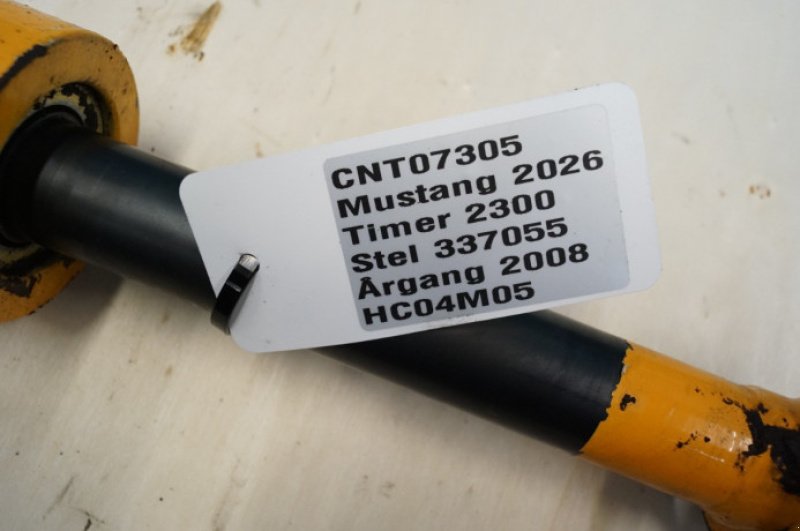 CNT07305
Mustang 2026
Timer 2300
Stel 337055
Årgang 2008
HC04M05